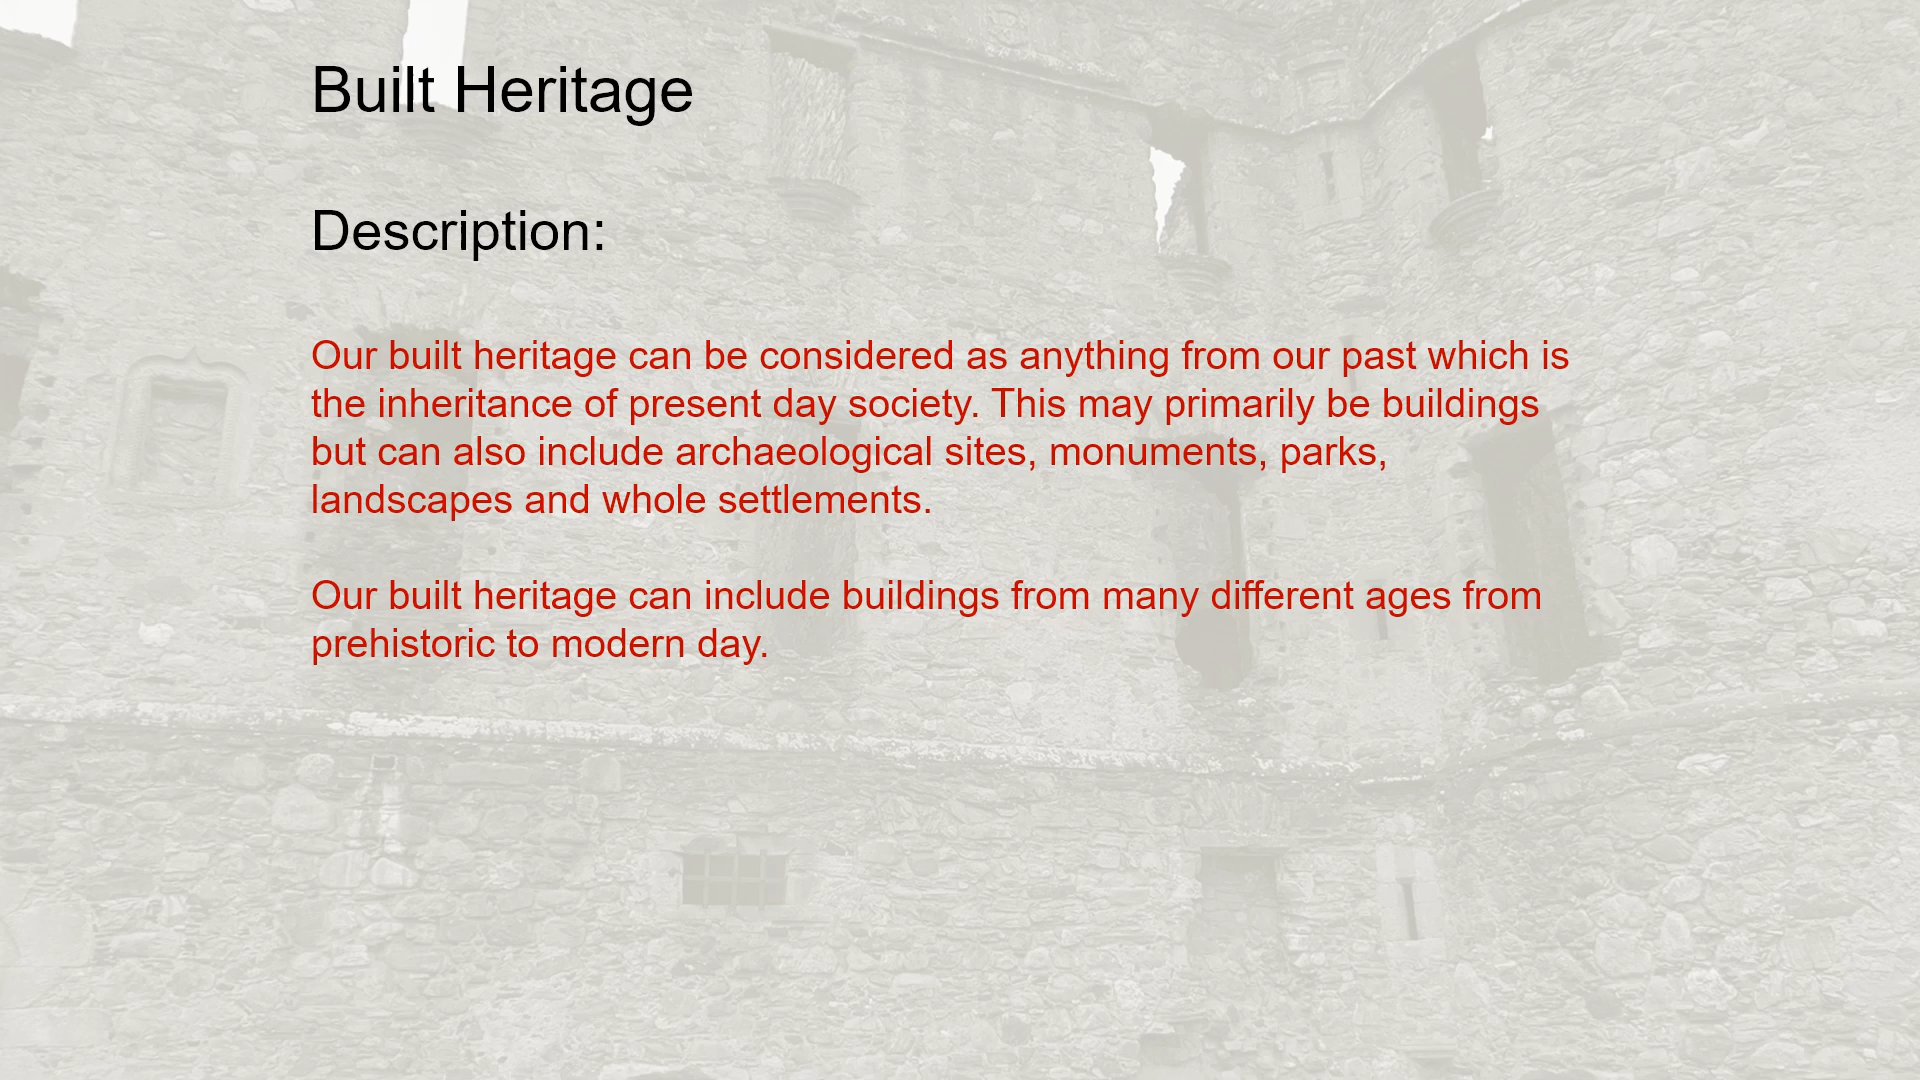 Built Heritage
Description:
Our built heritage can be considered as anything from our past which is
the inheritance of present day society. This may primarily be buildings
but can also include archaeological sites, monuments, parks,
landscapes and whole settlements.
Our built heritage can include buildings from many different ages from
prehistoric to modern day.